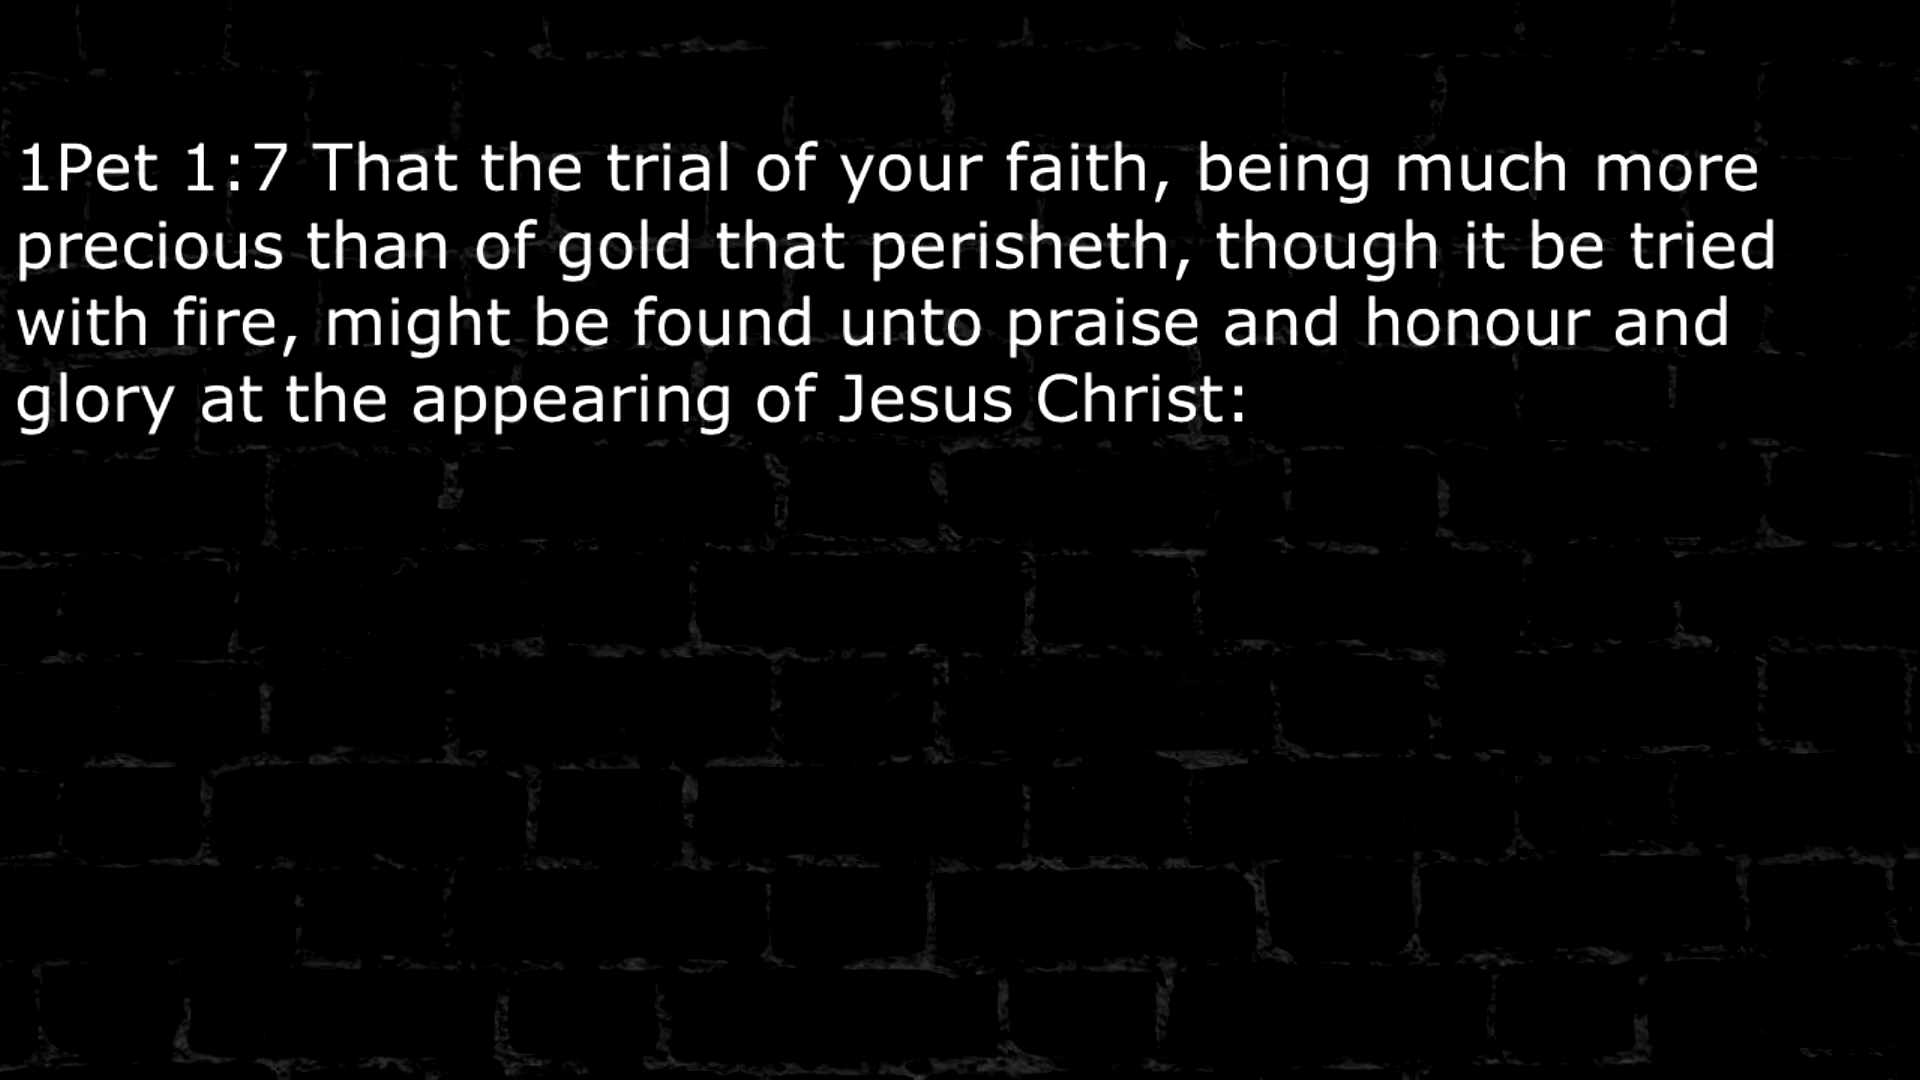 1Pet 1:7 That the trial of your faith, being much more
precious than of gold that perisheth, though it be tried
with fire, might be found unto praise and honour and
glory at the appearing of Jesus Christ: